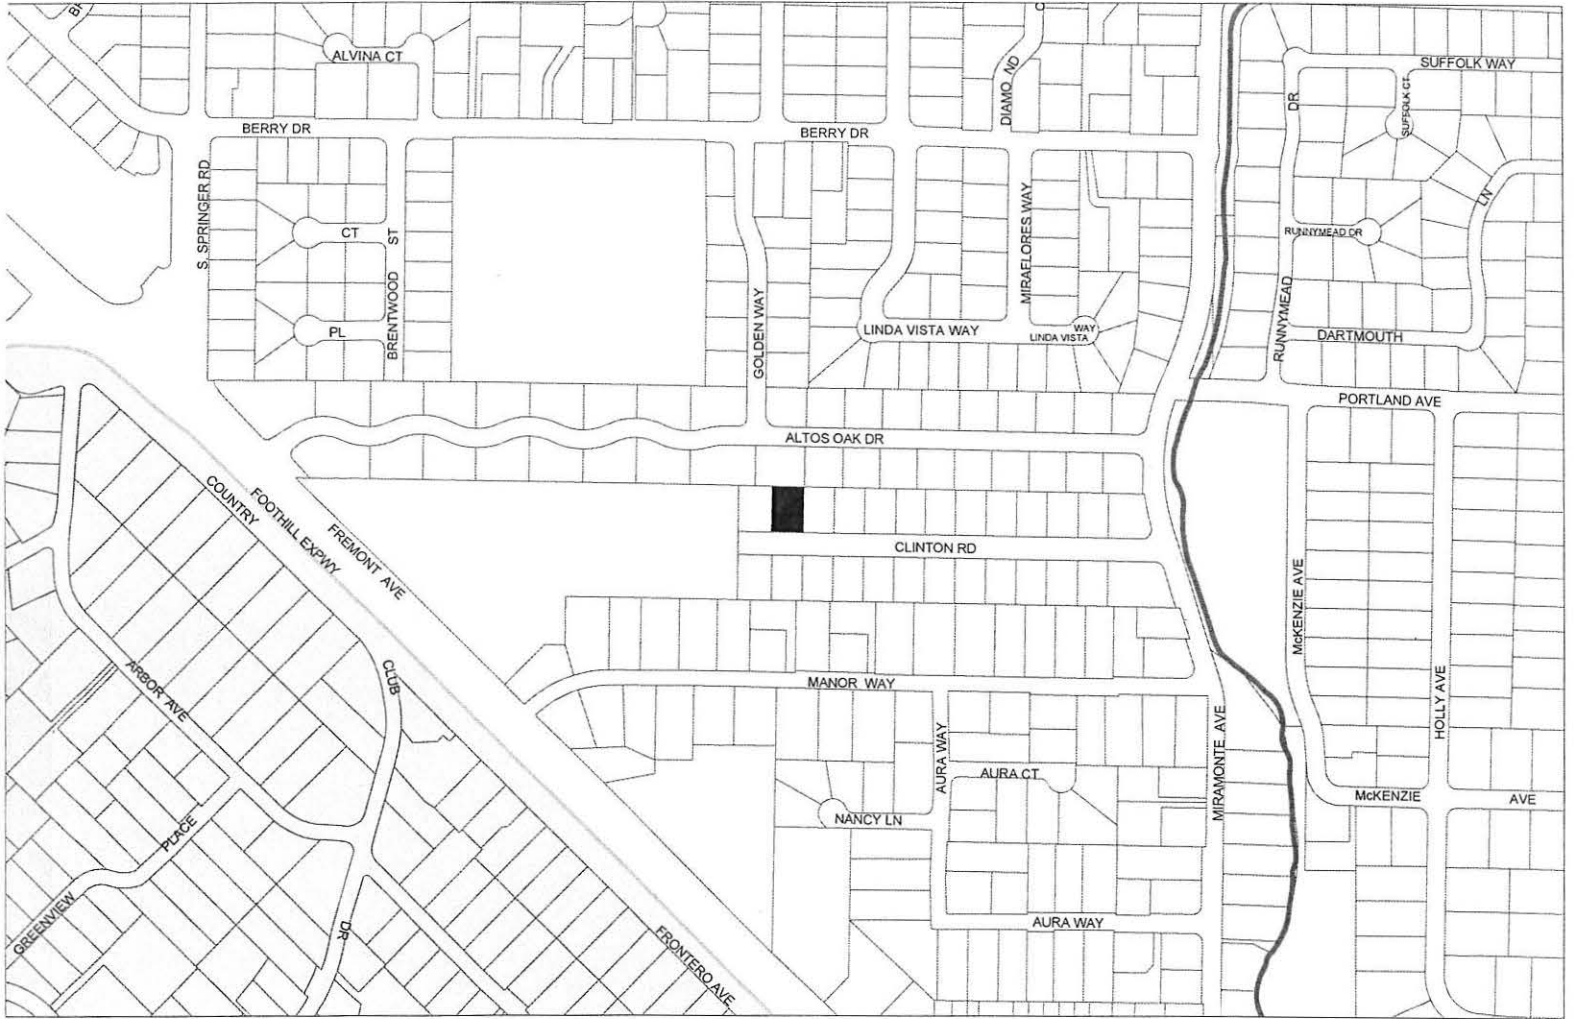 ALVINA CT
SUFFOLK WAY
DIAMO ND
DR
SUFFOLK CT
BERRY DR
BERRY DR
S. SPRINGER RD
CT
ST
BRENTWOOD
PL
MIRAFLORES WAY
LN
RUNNYMEAD DR
RUNNYMEAD
GOLDEN WAY
LINDA VISTA WAY
WAY
LINDA VISTA
DARTMOUTH
PORTLAND AVE
ALTOS OAK DR
COUNTRY
FOOTHILL EXPWY
FREMONT AVE
CLINTON RD
McKENZIE AVE
ARBOR AVE
CLUB
MANOR WAY
HOLLY AVE
AURA WAY
MIRAMONTE AVE
AURA CT
McKENZIE
AVE
NANCY LN
PLACE
GREENVIEW
DR
FRONTERO AVE
AURA WAY